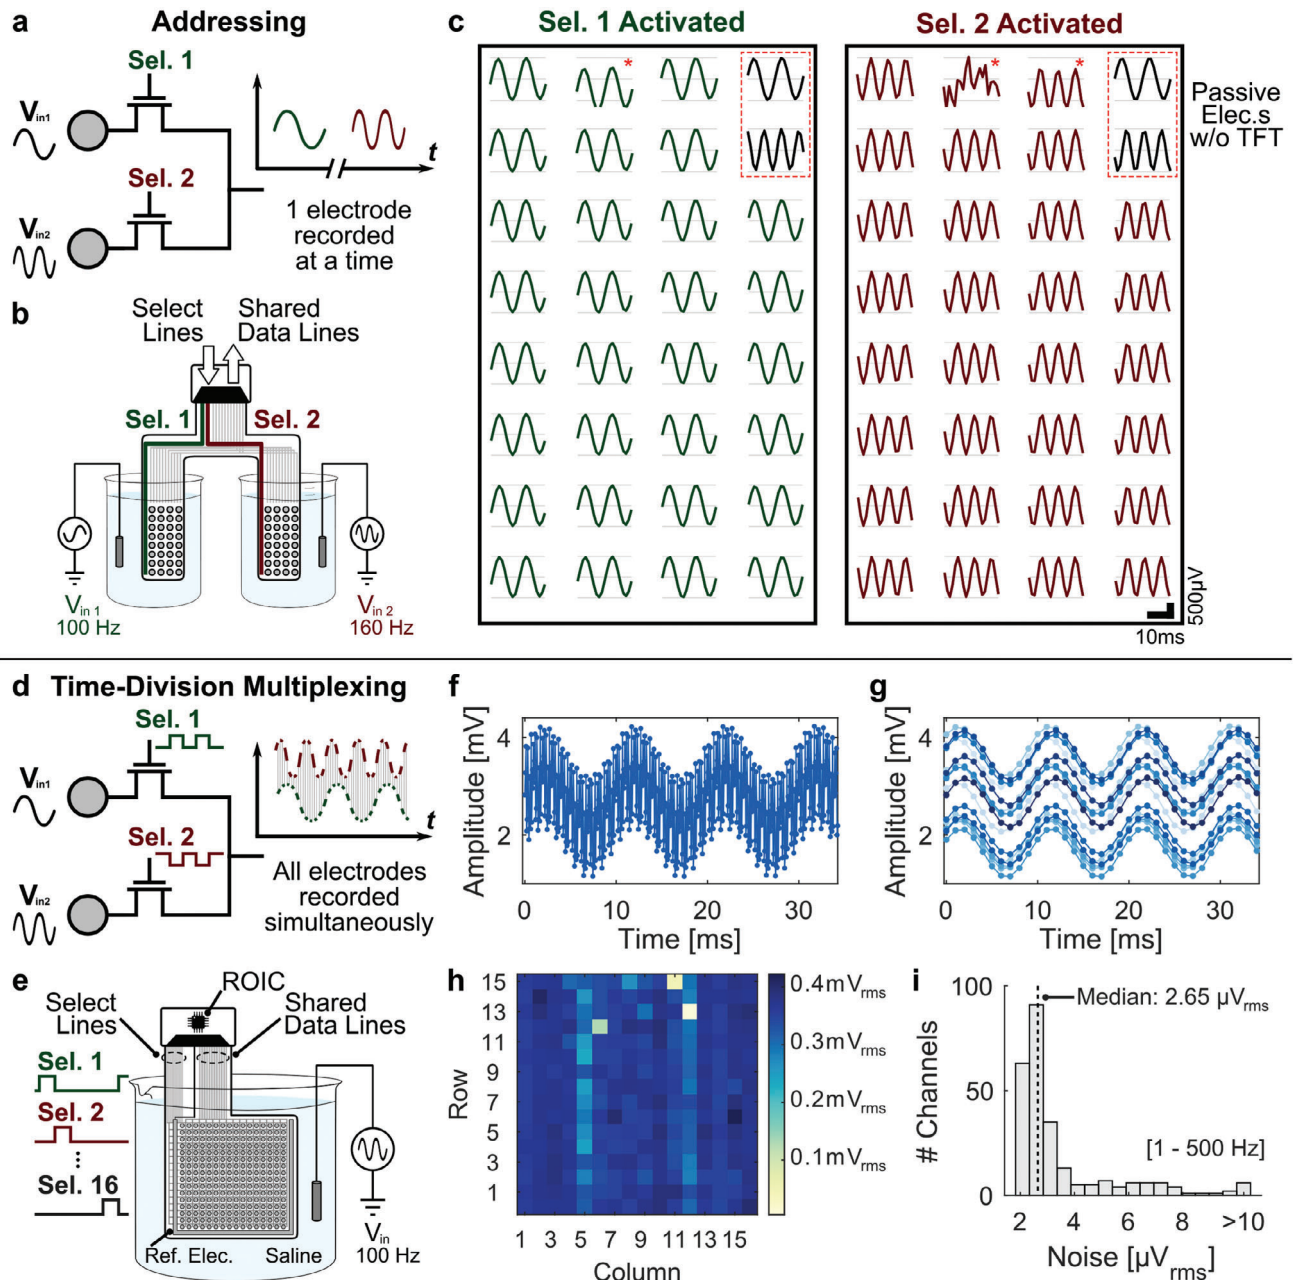 a Addressing
Sel. 1
Vin1
Sel. 2
Vin2
t
1 electrode
recorded
at a time
b
Select
Lines
Shared
Data Lines
Sel. 1
Sel. 2
Vin 1
100 Hz
Vin 2
160 Hz
c Sel. 1 Activated
Sel. 2 Activated
*
*
*
Passive
Elec.s
w/o TFT
500µV
10ms
d Time-Division Multiplexing
Sel. 1
Vin1
Sel. 2
Vin2
t
All electrodes
recorded
simultaneously
e
ROIC
Select
Lines
Shared
Data Lines
Sel. 1
Sel. 2
⋮
Sel. 16
Ref. Elec.
Saline
Vin
100 Hz
f
Amplitude [mV]
4
2
0 10 20 30
Time [ms]
g
Amplitude [mV]
4
2
0 10 20 30
Time [ms]
h
Row
15
13
11
9
7
5
3
1
1 3 5 7 9 11 13 15
Column
0.4mVrms
0.3mVrms
0.2mVrms
0.1mVrms
i
# Channels
100
50
0
Median: 2.65 µVrms
[1 - 500 Hz]
2 4 6 8 >10
Noise [µVrms]